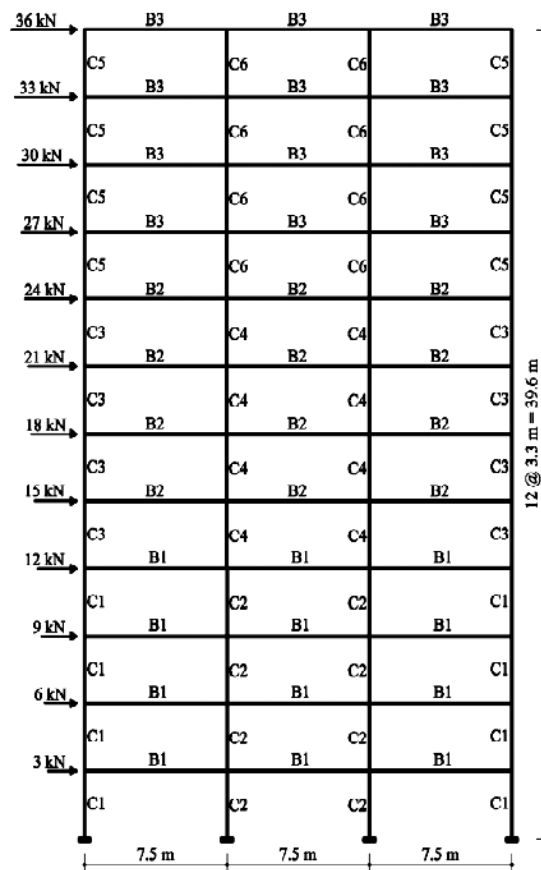 36 kN B3 B3 B3
C5 C6 C6 C5
33 kN B3 B3 B3
C5 C6 C6 C5
30 kN B3 B3 B3
C5 C6 C6 C5
27 kN B3 B3 B3
C5 C6 C6 C5
24 kN B2 B2 B2
C3 C4 C4 C3
21 kN B2 B2 B2
C3 C4 C4 C3
18 kN B2 B2 B2
C3 C4 C4 C3
15 kN B2 B2 B2
C3 C4 C4 C3
12 kN B1 B1 B1
C1 C2 C2 C1
9 kN B1 B1 B1
C1 C2 C2 C1
6 kN B1 B1 B1
C1 C2 C2 C1
3 kN B1 B1 B1
C1 C2 C2 C1
7.5 m 7.5 m 7.5 m
12 @ 3.3 m = 39.6 m